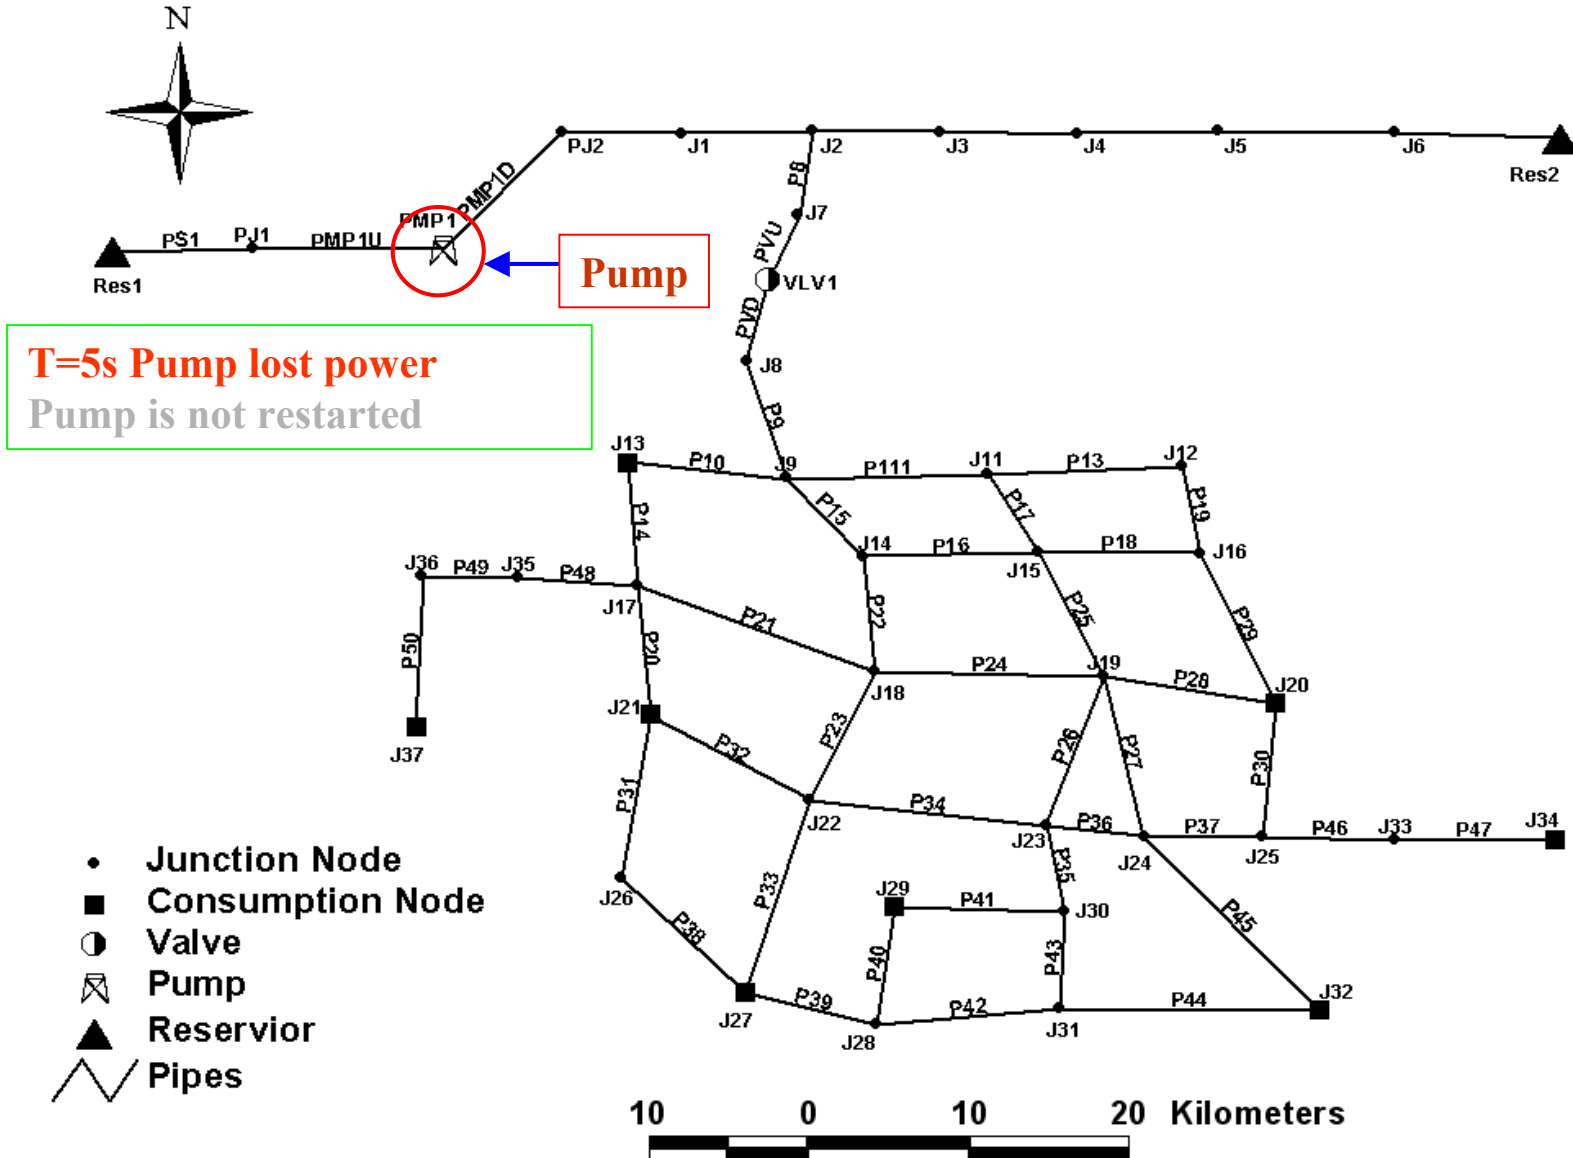 N
PJ2
J1
J2
J3
J4
J5
J6
Res2
PMP1D
P8
J7
PMP1
PS1
PJ1
PMP1U
Res1
Pump
PVU
VLV1
PVD
J8
T=5s Pump lost power
Pump is not restarted
P9
J13
P10
J9
P111
J11
P13
J12
P14
P15
P17
P19
J14
P16
J15
P18
J16
J36
P49
J35
P48
J17
P21
P22
P25
P29
P50
P20
J18
P24
J19
P28
J20
J21
J37
P32
P23
P26
P27
P30
P31
J22
P34
J23
P36
J24
P37
J25
P46
J33
P47
J34
J26
P33
P35
J29
P41
J30
P45
P38
P40
P43
J27
P39
J28
P42
J31
P44
J32
Junction Node
Consumption Node
Valve
Pump
Reservior
Pipes
10 0 10 20 Kilometers